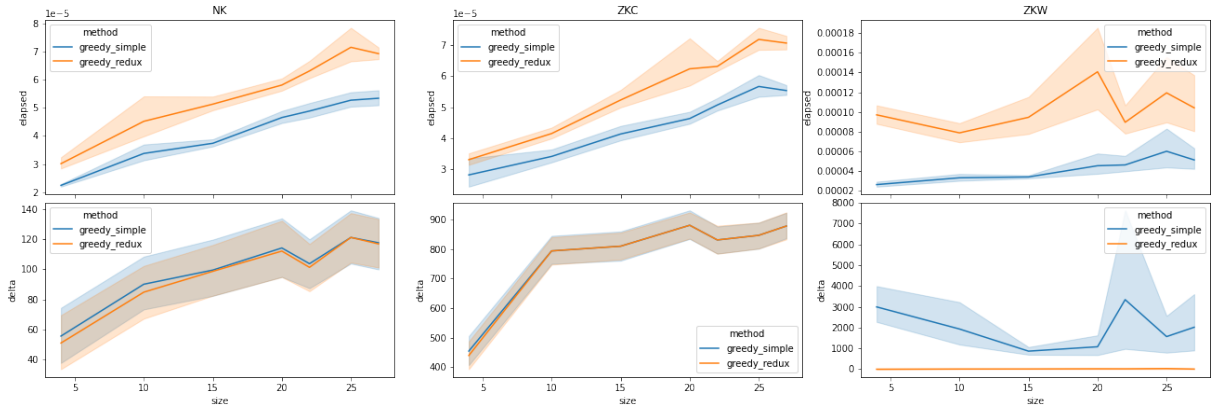 NK
1e−5
method
greedy_simple
greedy_redux
8
7
6
5
4
3
2
elapsed
ZKC
1e−5
method
greedy_simple
greedy_redux
7
6
5
4
3
elapsed
ZKW
method
greedy_simple
greedy_redux
0.00018
0.00016
0.00014
0.00012
0.00010
0.00008
0.00006
0.00004
0.00002
elapsed
method
greedy_simple
greedy_redux
140
120
100
80
60
40
delta
5 10 15 20 25
size
method
greedy_simple
greedy_redux
900
800
700
600
500
400
delta
5 10 15 20 25
size
method
greedy_simple
greedy_redux
8000
7000
6000
5000
4000
3000
2000
1000
0
delta
5 10 15 20 25
size